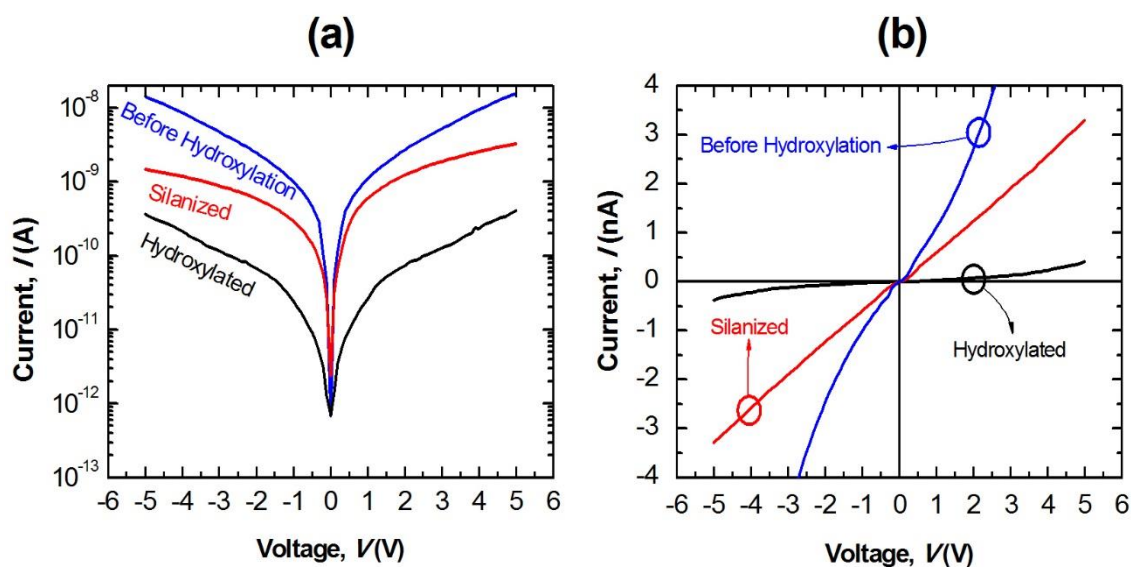 (a)
Current, I (A)
10⁻⁸
10⁻⁹
10⁻¹⁰
10⁻¹¹
10⁻¹²
10⁻¹³
Before Hydroxylation
Silanized
Hydroxylated
-6 -5 -4 -3 -2 -1 0 1 2 3 4 5 6
Voltage, V(V)
(b)
Current, I (nA)
4
3
2
1
0
-1
-2
-3
-4
Before Hydroxylation
Silanized
Hydroxylated
-6 -5 -4 -3 -2 -1 0 1 2 3 4 5 6
Voltage, V(V)